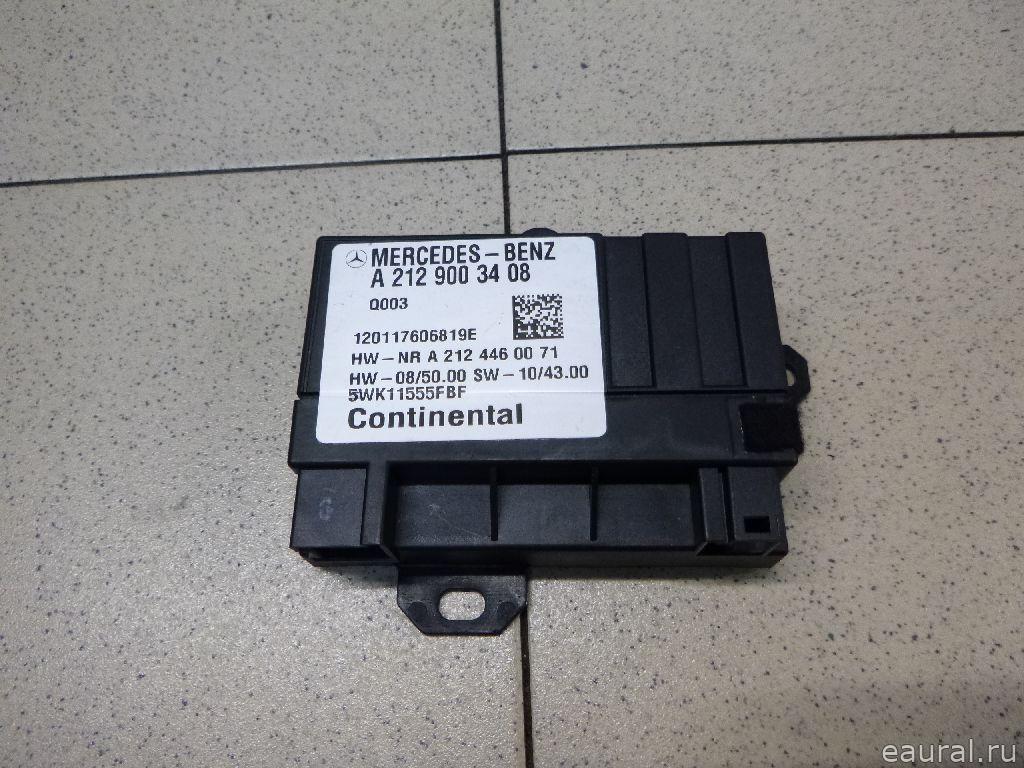 MERCEDES-BENZ
A 212 900 34 08
Q003
120117606819E
HW-NR A 212 446 00 71
HW-08/50.00 SW-10/43.00
5WK11555FBF
Continental
G
eaural.ru